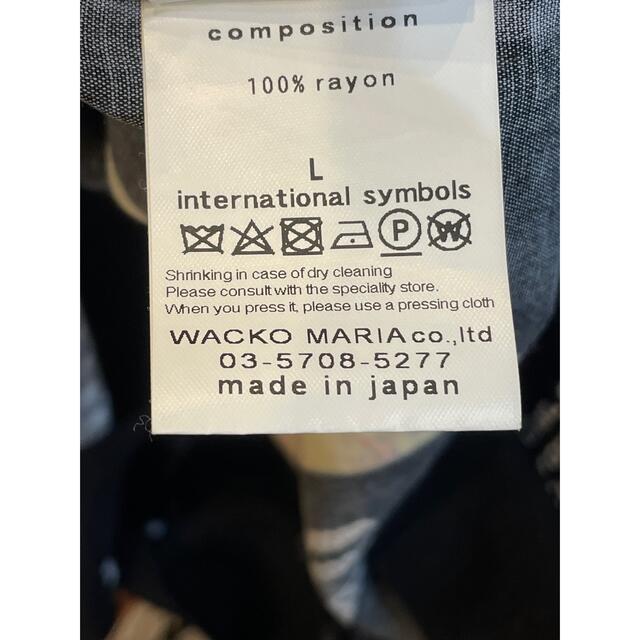 composition
100% rayon
L
international symbols
P W
Shrinking in case of dry cleaning
Please consult with the speciality store.
When you press it, please use a pressing cloth
WACKO MARIA co.,ltd
03-5708-5277
made in japan